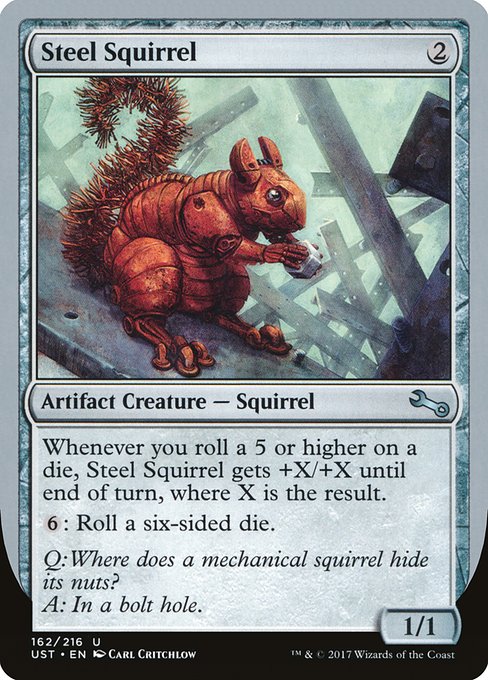 Steel Squirrel 2
Artifact Creature — Squirrel
Whenever you roll a 5 or higher on a
die, Steel Squirrel gets +X/+X until
end of turn, where X is the result.
6: Roll a six-sided die.
Q: Where does a mechanical squirrel hide
its nuts?
A: In a bolt hole.
1/1
162/216 U
UST • EN Carl Critchlow
™ & © 2017 Wizards of the Coast